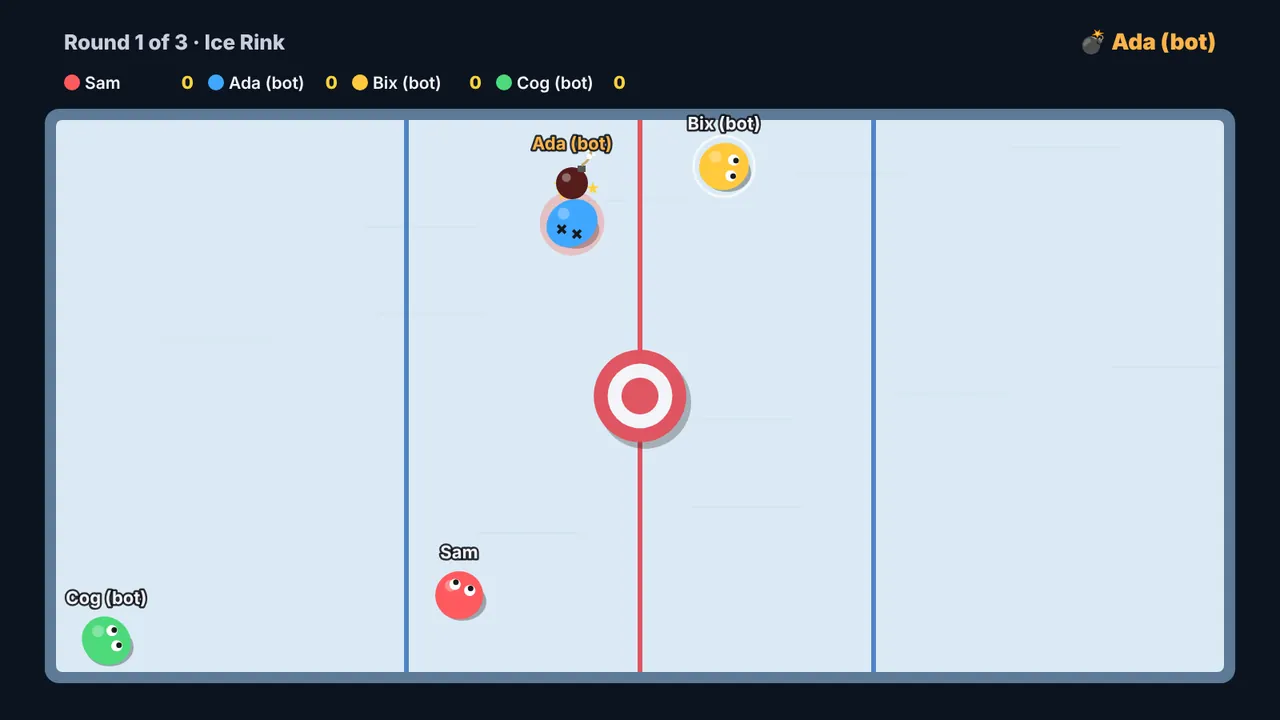 Round 1 of 3 · Ice Rink
💣 Ada (bot)
Sam 0 Ada (bot) 0 Bix (bot) 0 Cog (bot) 0
Bix (bot)
Ada (bot)
Sam
Cog (bot)